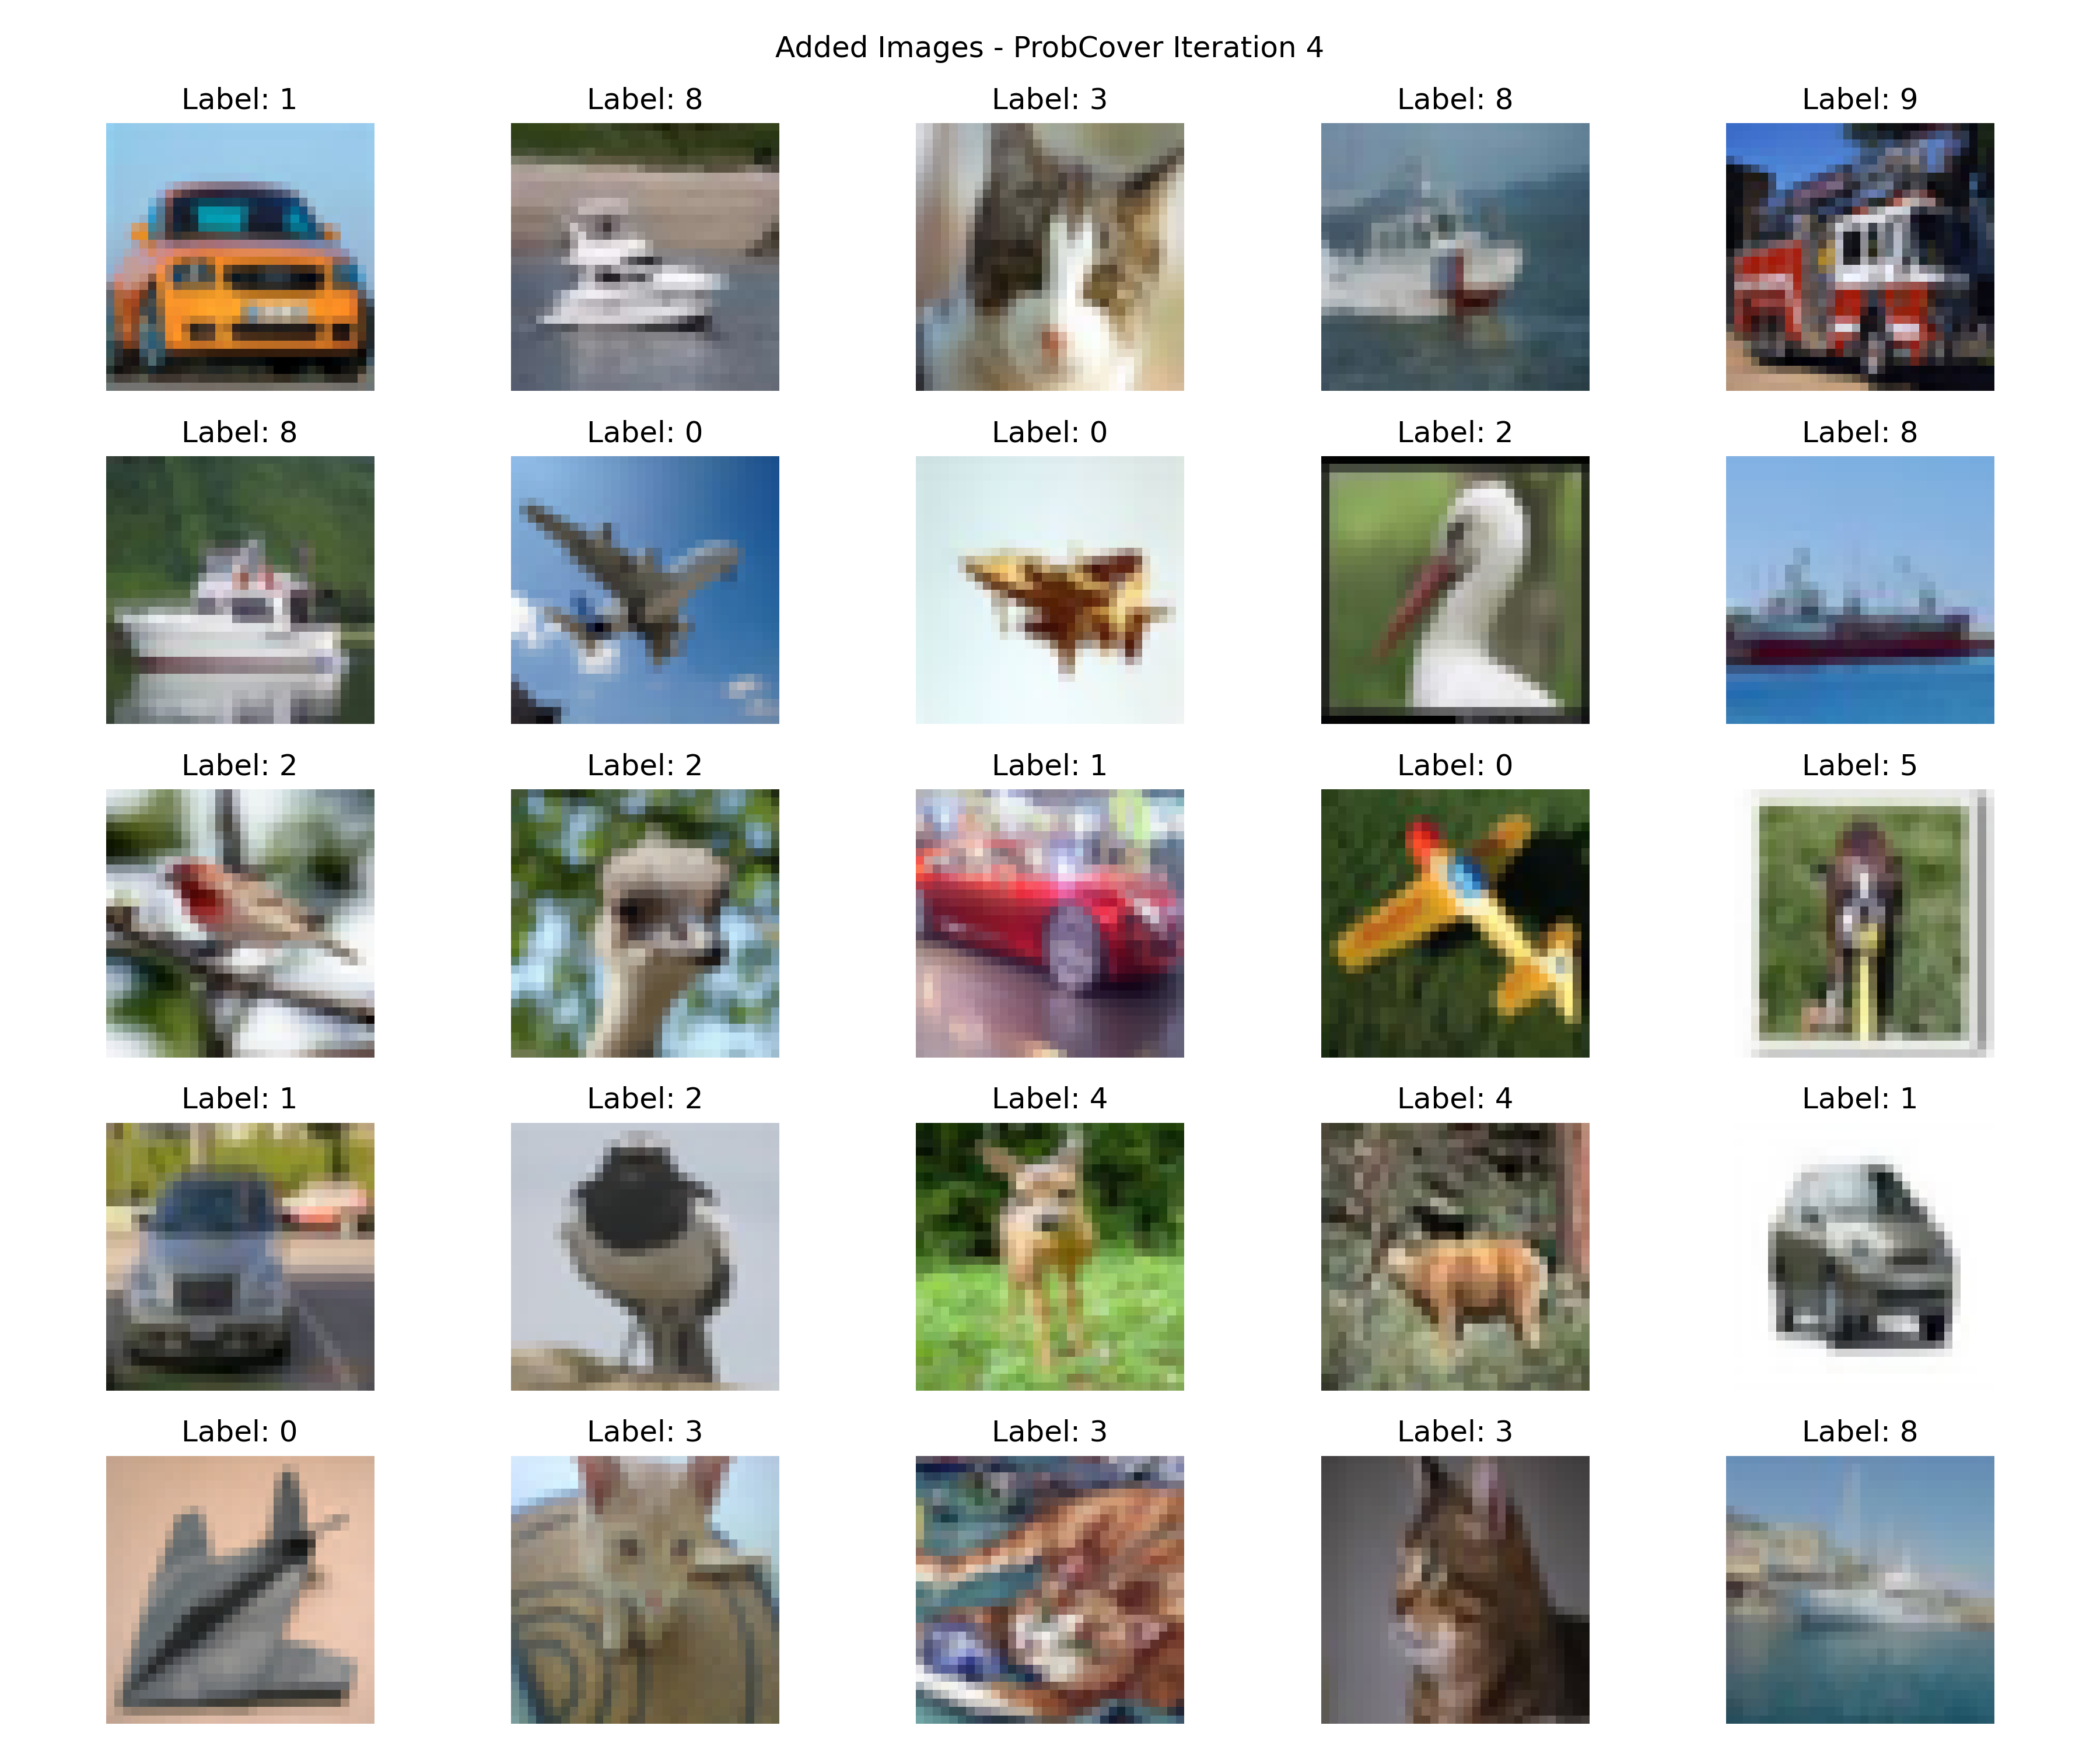 Added Images - ProbCover Iteration 4
Label: 1 Label: 8 Label: 3 Label: 8 Label: 9
Label: 8 Label: 0 Label: 0 Label: 2 Label: 8
Label: 2 Label: 2 Label: 1 Label: 0 Label: 5
Label: 1 Label: 2 Label: 4 Label: 4 Label: 1
Label: 0 Label: 3 Label: 3 Label: 3 Label: 8